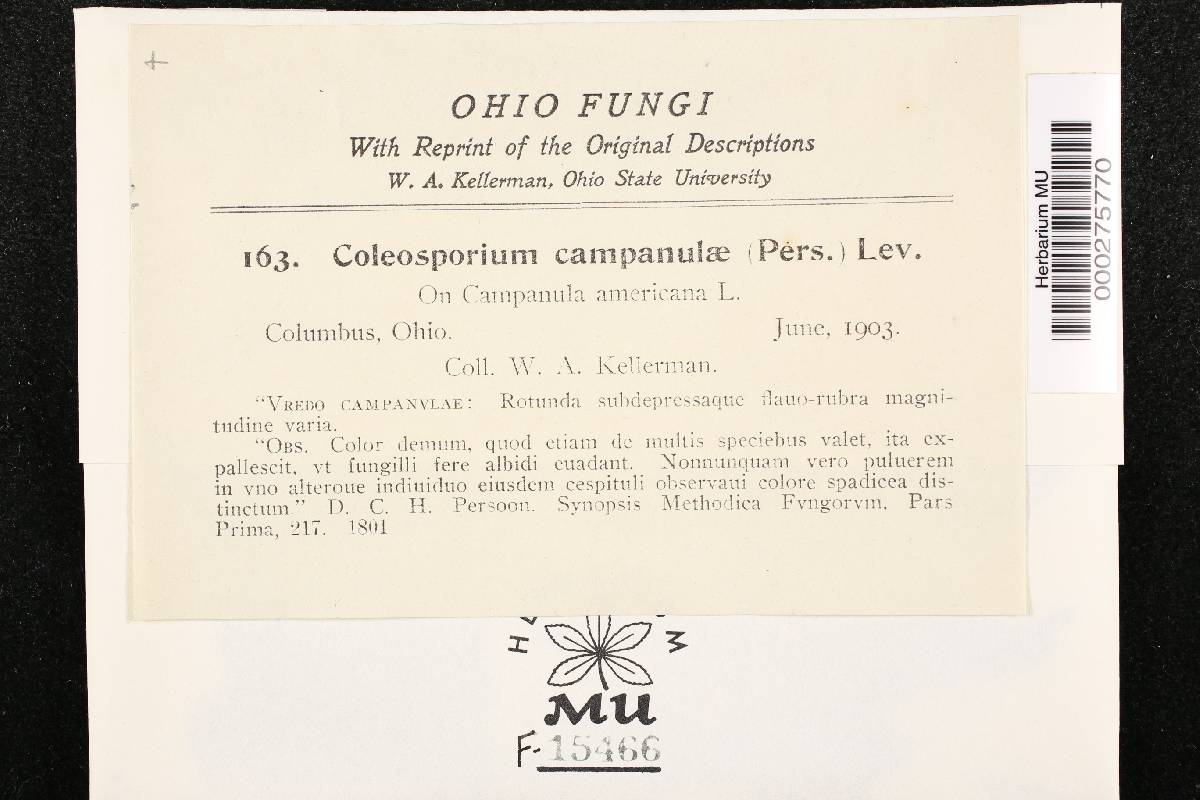 OHIO FUNGI
With Reprint of the Original Descriptions
W. A. Kellerman, Ohio State University
163. Coleosporium campanulæ (Pers.) Lev.
On Campanula americana L.
Columbus, Ohio. June, 1903.
Coll. W. A. Kellerman.
"VREDO CAMPANVLAE: Rotunda subdepressaque flauo-rubra magni-
tudine varia.
"OBS. Color demum, quod etiam de multis speciebus valet, ita ex-
pallescit, vt fungilli fere albidi euadant. Nonnunquam vero puluerem
in vno alteroue indiuiduo eiusdem cespituli observaui colore spadicea dis-
tinctum" D. C. H. Persoon. Synopsis Methodica Fvngorvm, Pars
Prima, 217. 1801
Herbarium MU
000275770
MU
F-15466